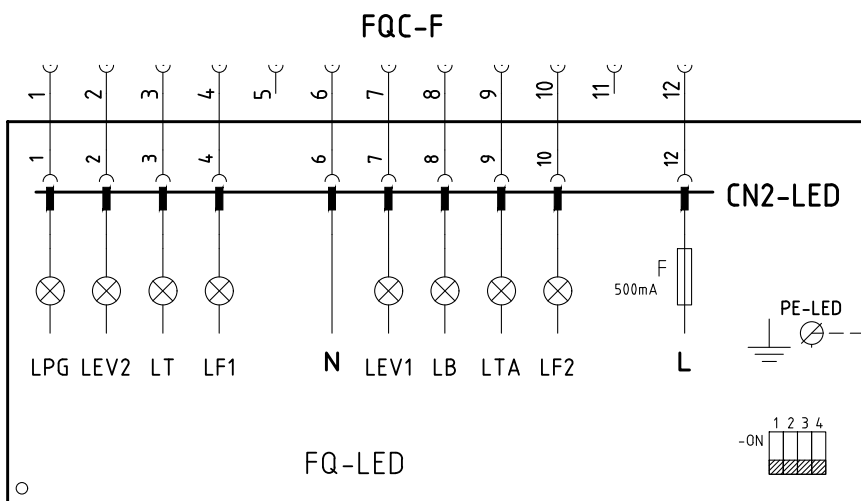 FQC-F
1 2 3 4 5 6 7 8 9 10 11 12
1 2 3 4 6 7 8 9 10 12
CN2-LED
F
500mA
PE-LED
LPG LEV2 LT LF1 N LEV1 LB LTA LF2 L
1 2 3 4
-ON
FQ-LED